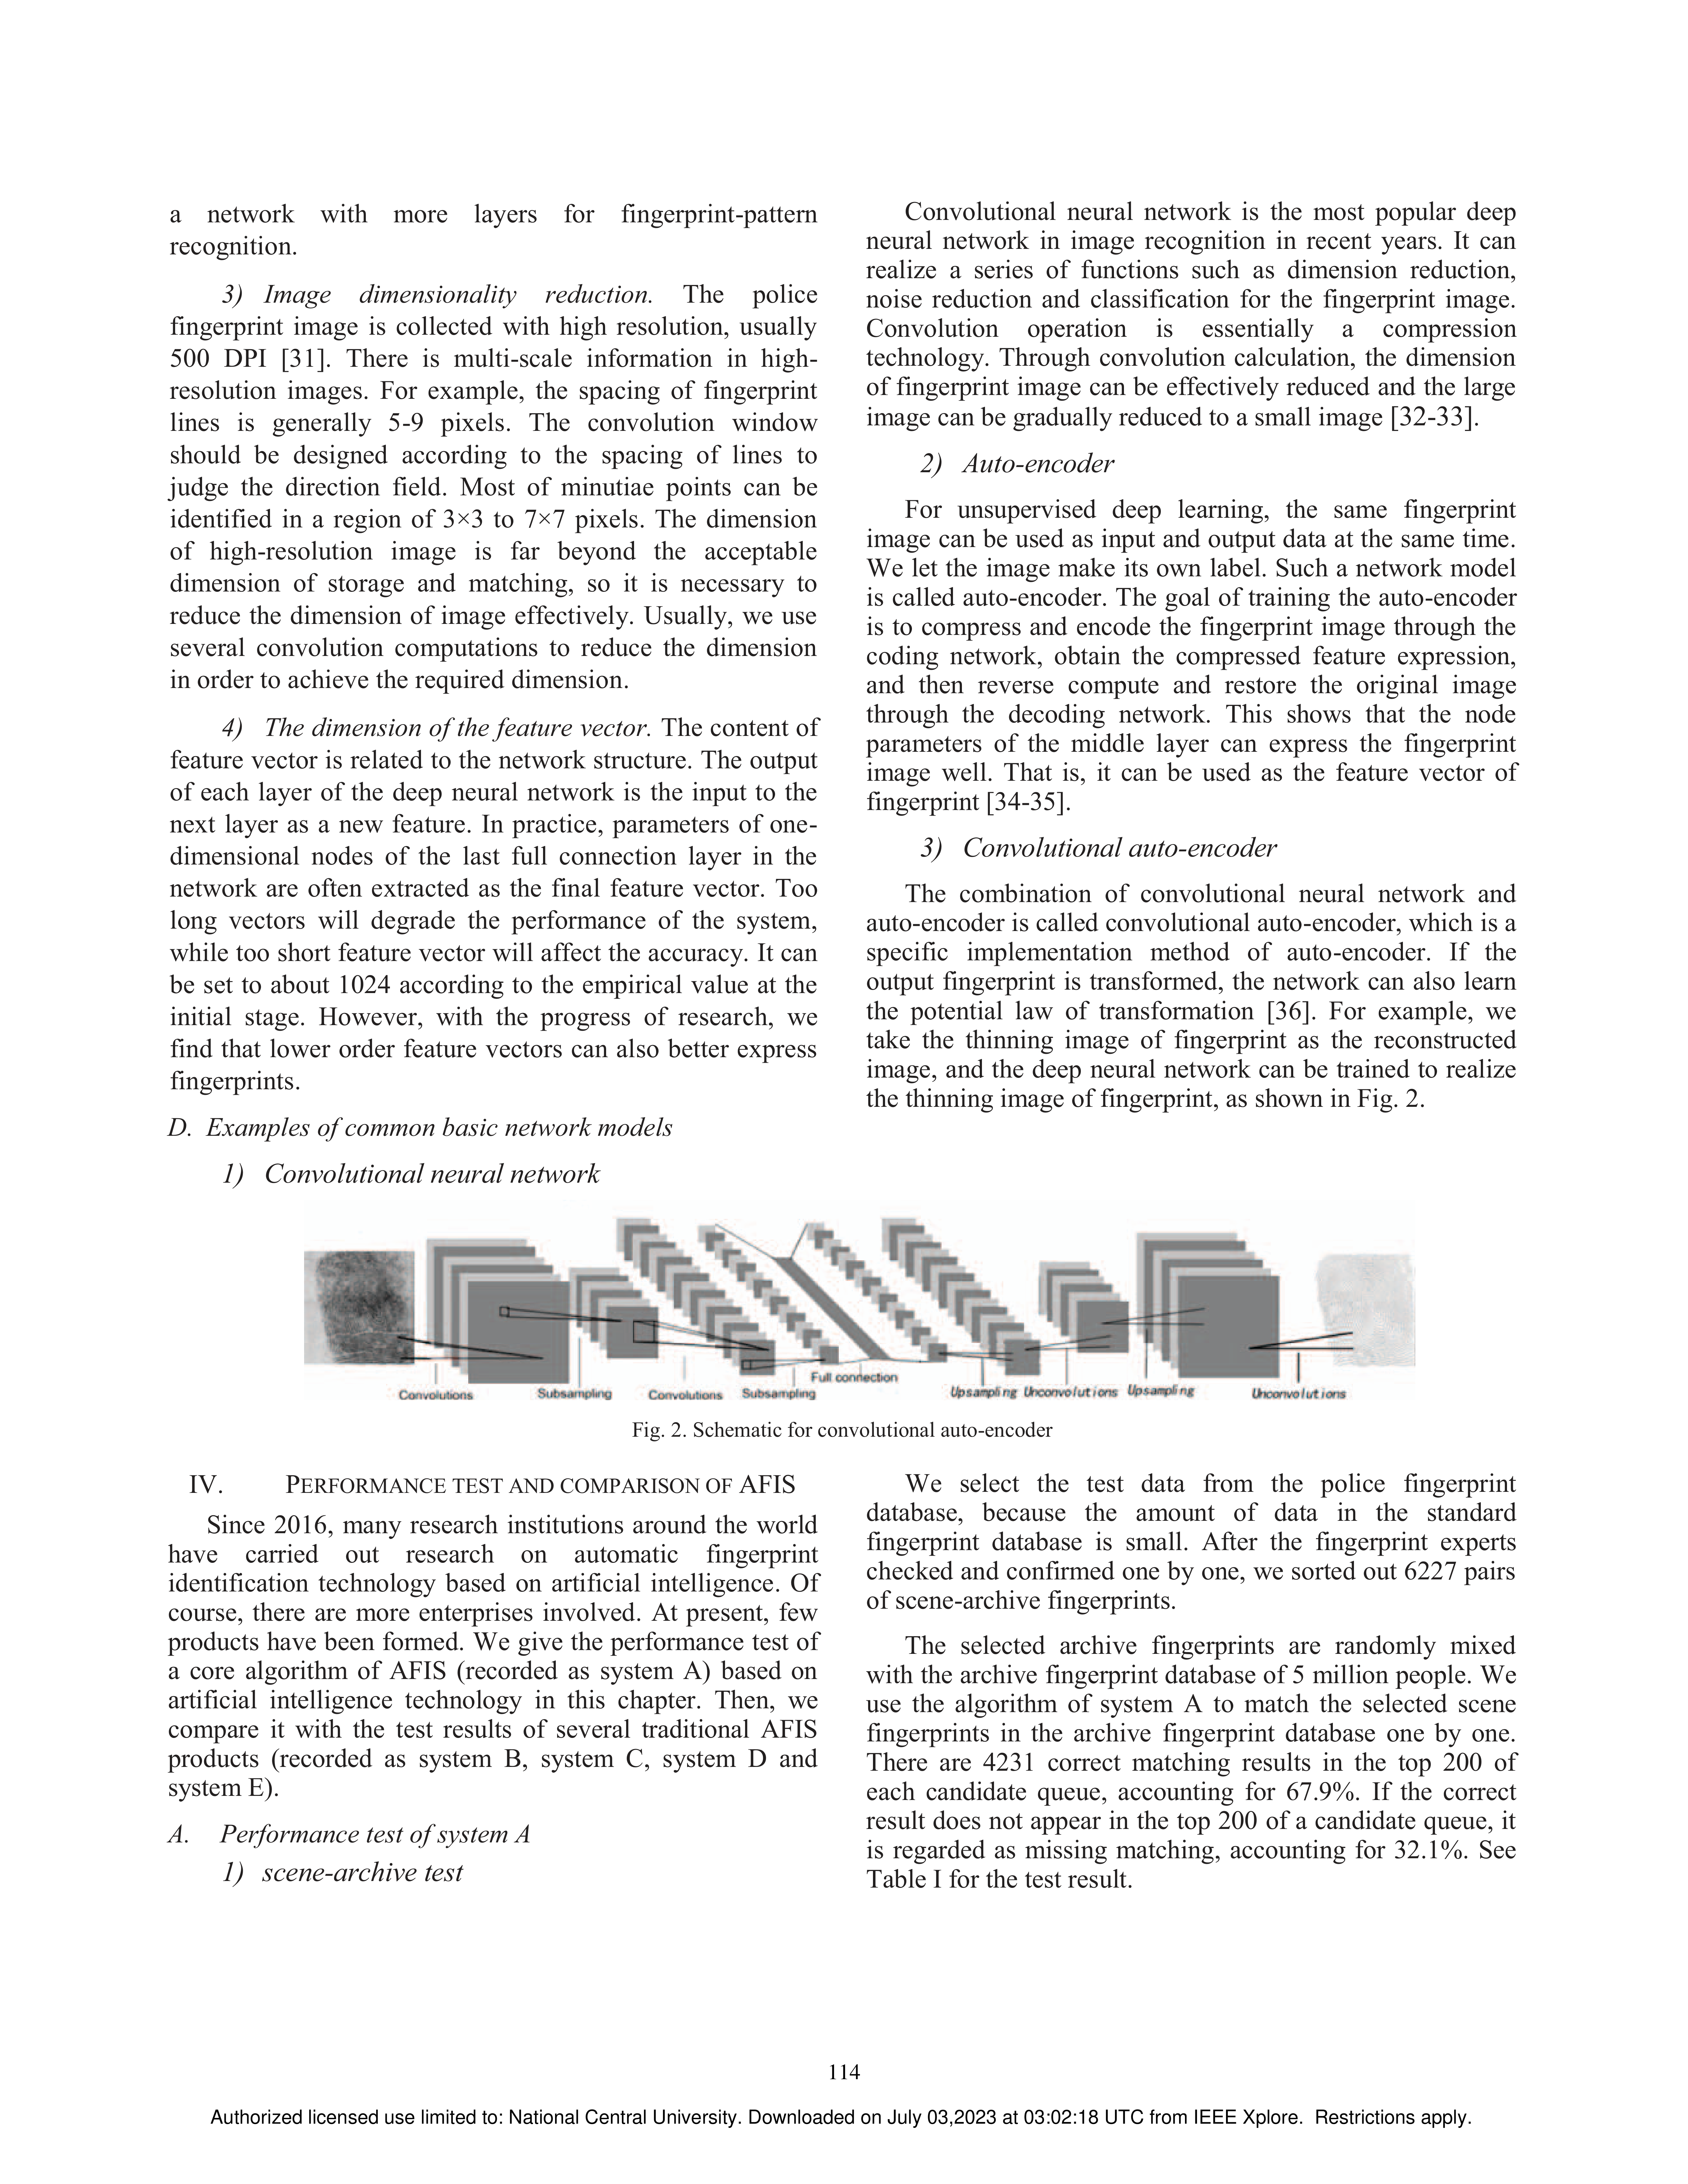 a network with more layers for fingerprint-pattern
recognition.
3) Image dimensionality reduction. The police
fingerprint image is collected with high resolution, usually
500 DPI [31]. There is multi-scale information in high-
resolution images. For example, the spacing of fingerprint
lines is generally 5-9 pixels. The convolution window
should be designed according to the spacing of lines to
judge the direction field. Most of minutiae points can be
identified in a region of 3×3 to 7×7 pixels. The dimension
of high-resolution image is far beyond the acceptable
dimension of storage and matching, so it is necessary to
reduce the dimension of image effectively. Usually, we use
several convolution computations to reduce the dimension
in order to achieve the required dimension.
4) The dimension of the feature vector. The content of
feature vector is related to the network structure. The output
of each layer of the deep neural network is the input to the
next layer as a new feature. In practice, parameters of one-
dimensional nodes of the last full connection layer in the
network are often extracted as the final feature vector. Too
long vectors will degrade the performance of the system,
while too short feature vector will affect the accuracy. It can
be set to about 1024 according to the empirical value at the
initial stage. However, with the progress of research, we
find that lower order feature vectors can also better express
fingerprints.
D. Examples of common basic network models
1) Convolutional neural network
Convolutional neural network is the most popular deep
neural network in image recognition in recent years. It can
realize a series of functions such as dimension reduction,
noise reduction and classification for the fingerprint image.
Convolution operation is essentially a compression
technology. Through convolution calculation, the dimension
of fingerprint image can be effectively reduced and the large
image can be gradually reduced to a small image [32-33].
2) Auto-encoder
For unsupervised deep learning, the same fingerprint
image can be used as input and output data at the same time.
We let the image make its own label. Such a network model
is called auto-encoder. The goal of training the auto-encoder
is to compress and encode the fingerprint image through the
coding network, obtain the compressed feature expression,
and then reverse compute and restore the original image
through the decoding network. This shows that the node
parameters of the middle layer can express the fingerprint
image well. That is, it can be used as the feature vector of
fingerprint [34-35].
3) Convolutional auto-encoder
The combination of convolutional neural network and
auto-encoder is called convolutional auto-encoder, which is a
specific implementation method of auto-encoder. If the
output fingerprint is transformed, the network can also learn
the potential law of transformation [36]. For example, we
take the thinning image of fingerprint as the reconstructed
image, and the deep neural network can be trained to realize
the thinning image of fingerprint, as shown in Fig. 2.
Convolutions Subsampling Convolutions Subsampling Full connection Upsampling Unconvolutions Upsampling Unconvolutions
Fig. 2. Schematic for convolutional auto-encoder
IV. PERFORMANCE TEST AND COMPARISON OF AFIS
Since 2016, many research institutions around the world
have carried out research on automatic fingerprint
identification technology based on artificial intelligence. Of
course, there are more enterprises involved. At present, few
products have been formed. We give the performance test of
a core algorithm of AFIS (recorded as system A) based on
artificial intelligence technology in this chapter. Then, we
compare it with the test results of several traditional AFIS
products (recorded as system B, system C, system D and
system E).
A. Performance test of system A
1) scene-archive test
We select the test data from the police fingerprint
database, because the amount of data in the standard
fingerprint database is small. After the fingerprint experts
checked and confirmed one by one, we sorted out 6227 pairs
of scene-archive fingerprints.
The selected archive fingerprints are randomly mixed
with the archive fingerprint database of 5 million people. We
use the algorithm of system A to match the selected scene
fingerprints in the archive fingerprint database one by one.
There are 4231 correct matching results in the top 200 of
each candidate queue, accounting for 67.9%. If the correct
result does not appear in the top 200 of a candidate queue, it
is regarded as missing matching, accounting for 32.1%. See
Table I for the test result.
114
Authorized licensed use limited to: National Central University. Downloaded on July 03,2023 at 03:02:18 UTC from IEEE Xplore. Restrictions apply.